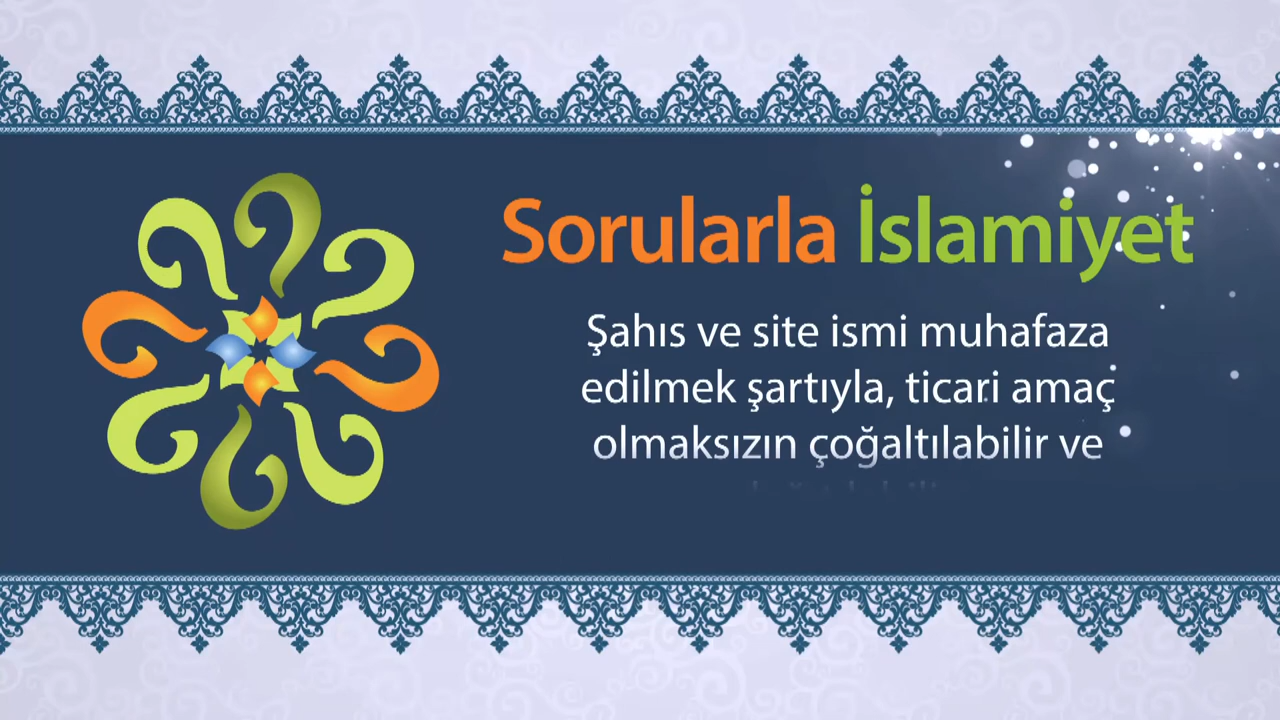 Sorularla İslamiyet
Şahıs ve site ismi muhafaza
edilmek şartıyla, ticari amaç
olmaksızın çoğaltılabilir ve